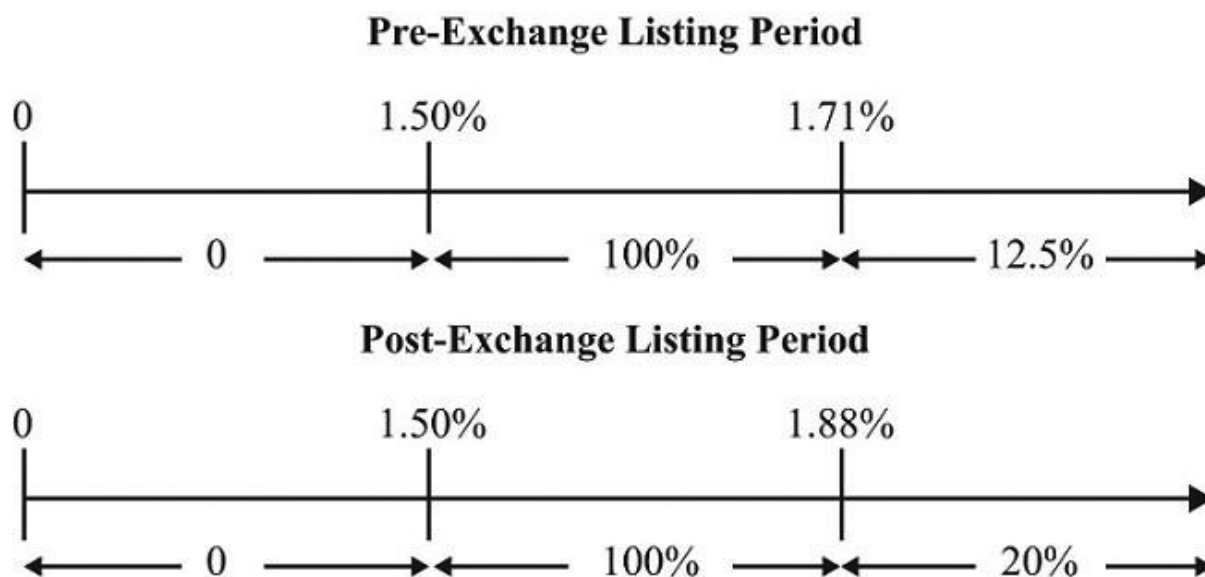 Pre-Exchange Listing Period
0 1.50% 1.71%
0 100% 12.5%
Post-Exchange Listing Period
0 1.50% 1.88%
0 100% 20%